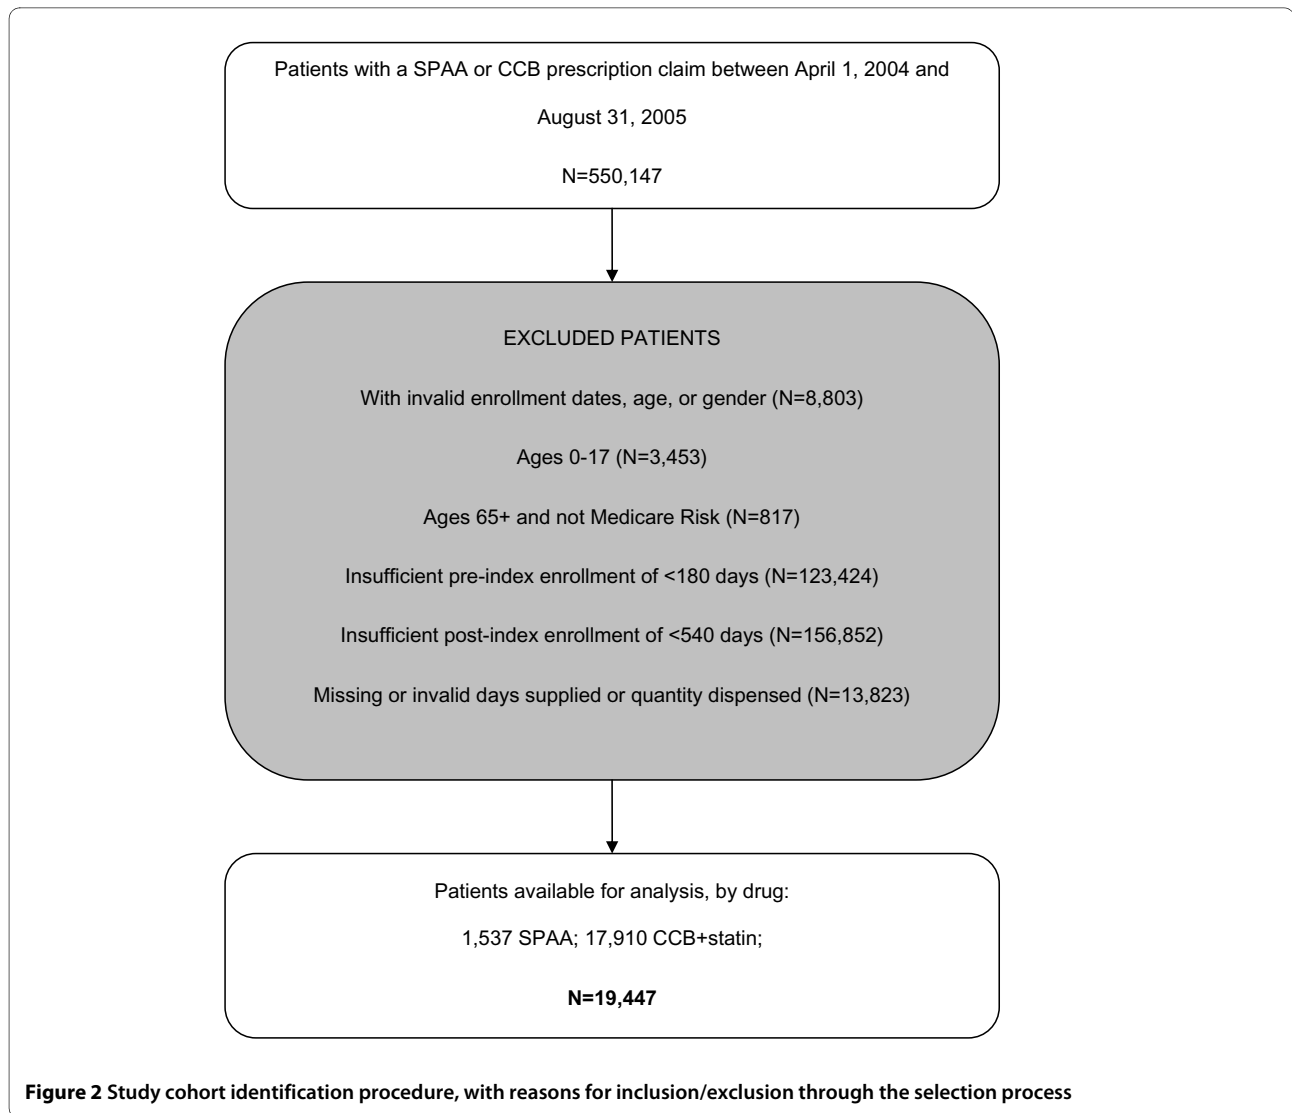 Patients with a SPAA or CCB prescription claim between April 1, 2004 and
August 31, 2005
N=550,147
EXCLUDED PATIENTS
With invalid enrollment dates, age, or gender (N=8,803)
Ages 0-17 (N=3,453)
Ages 65+ and not Medicare Risk (N=817)
Insufficient pre-index enrollment of <180 days (N=123,424)
Insufficient post-index enrollment of <540 days (N=156,852)
Missing or invalid days supplied or quantity dispensed (N=13,823)
Patients available for analysis, by drug:
1,537 SPAA; 17,910 CCB+statin;
N=19,447
Figure 2 Study cohort identification procedure, with reasons for inclusion/exclusion through the selection process